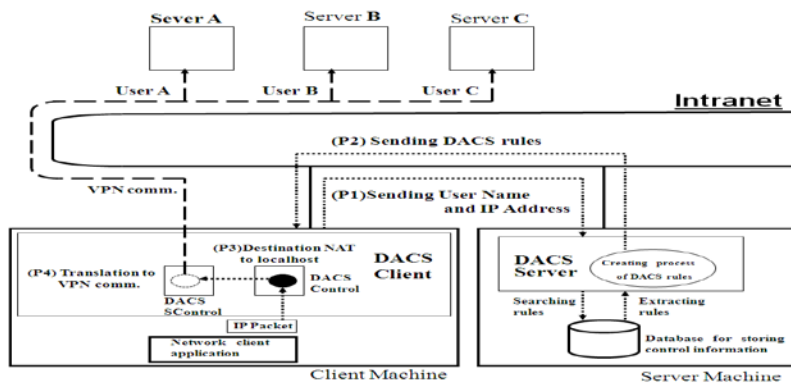 Sever A
Server B
Server C
User A
User B
User C
Intranet
(P2) Sending DACS rules
VPN comm.
(P1)Sending User Name
and IP Address
(P3)Destination NAT
to localhost
DACS
Client
(P4) Translation to
VPN comm.
DACS
Control
DACS
SControl
IP Packet
Network client
application
Client Machine
DACS
Server
Creating process
of DACS rules
Searching
rules
Extracting
rules
Database for storing
control information
Server Machine